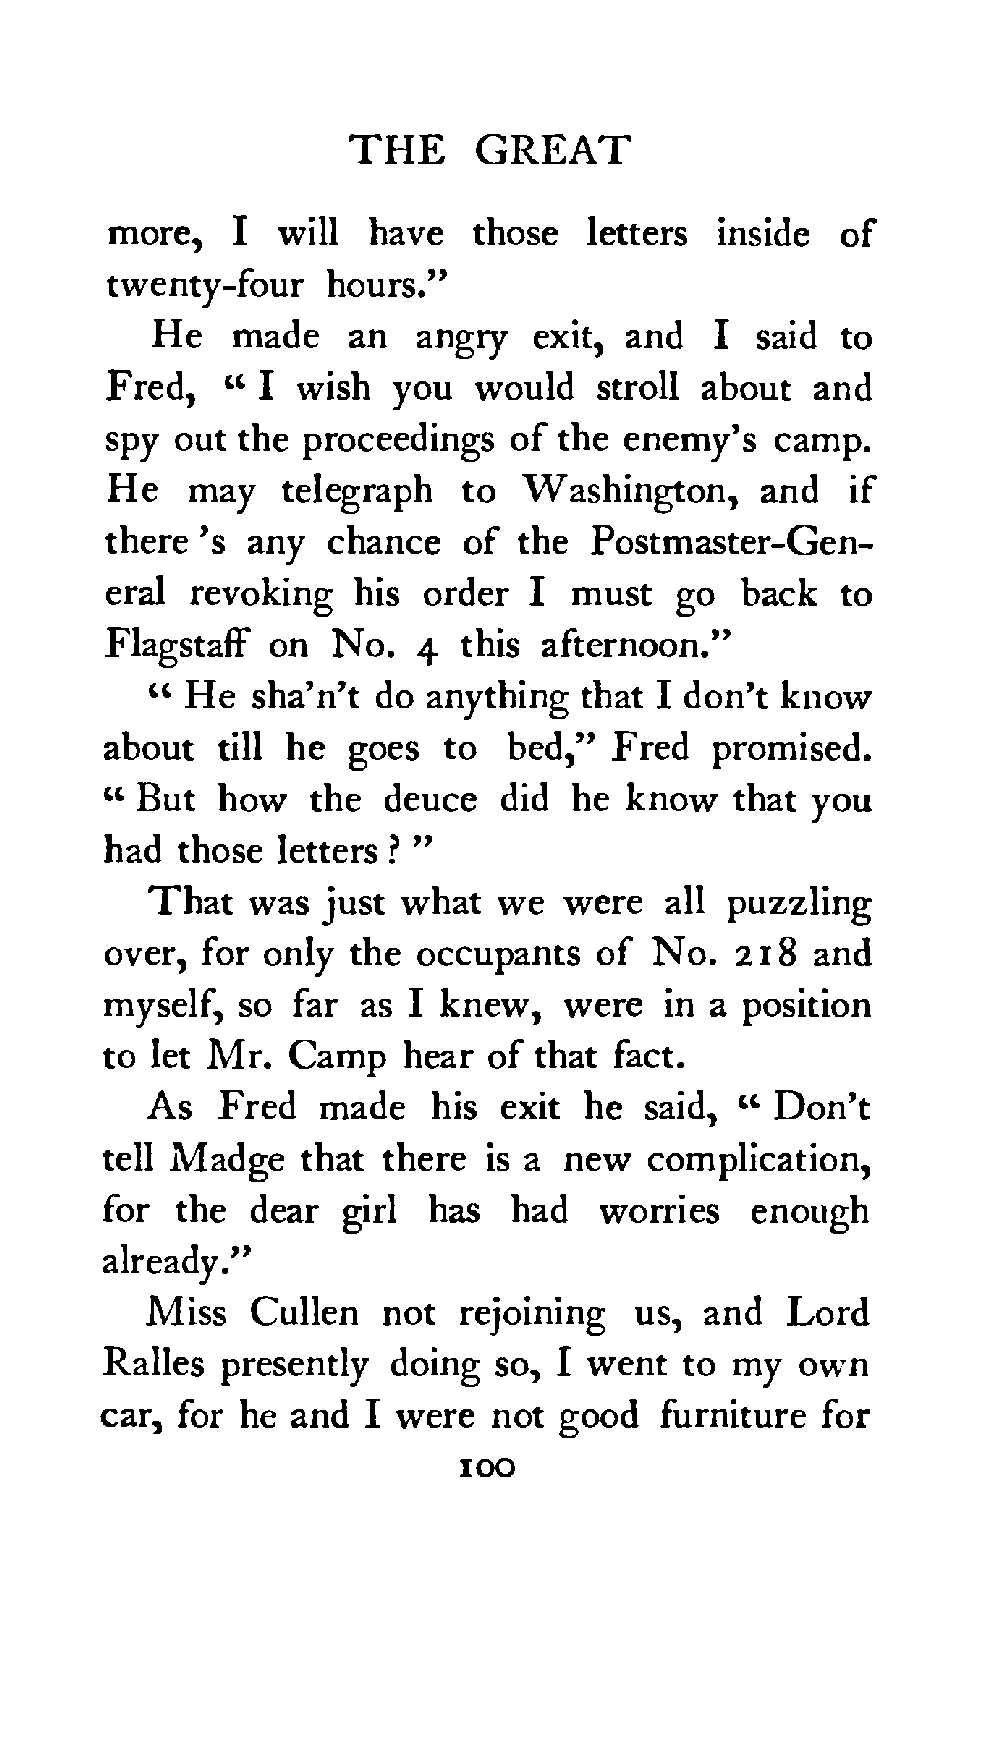 THE GREAT
more, I will have those letters inside of
twenty-four hours.”
He made an angry exit, and I said to
Fred, “ I wish you would stroll about and
spy out the proceedings of the enemy’s camp.
He may telegraph to Washington, and if
there ’s any chance of the Postmaster-Gen-
eral revoking his order I must go back to
Flagstaff on No. 4 this afternoon.”
“ He sha’n’t do anything that I don’t know
about till he goes to bed,” Fred promised.
“ But how the deuce did he know that you
had those letters ? ”
That was just what we were all puzzling
over, for only the occupants of No. 218 and
myself, so far as I knew, were in a position
to let Mr. Camp hear of that fact.
As Fred made his exit he said, “ Don’t
tell Madge that there is a new complication,
for the dear girl has had worries enough
already.”
Miss Cullen not rejoining us, and Lord
Ralles presently doing so, I went to my own
car, for he and I were not good furniture for
100